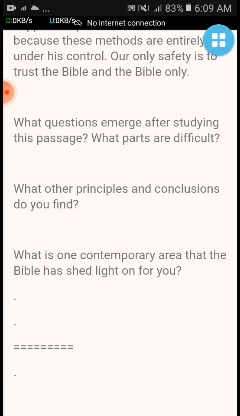 0:0KB/s U:0KB/s No internet connection 83% 6:09 AM
because these methods are entirely
under his control. Our only safety is to
trust the Bible and the Bible only.
What questions emerge after studying
this passage? What parts are difficult?
What other principles and conclusions
do you find?
What is one contemporary area that the
Bible has shed light on for you?
.
.
=========
.